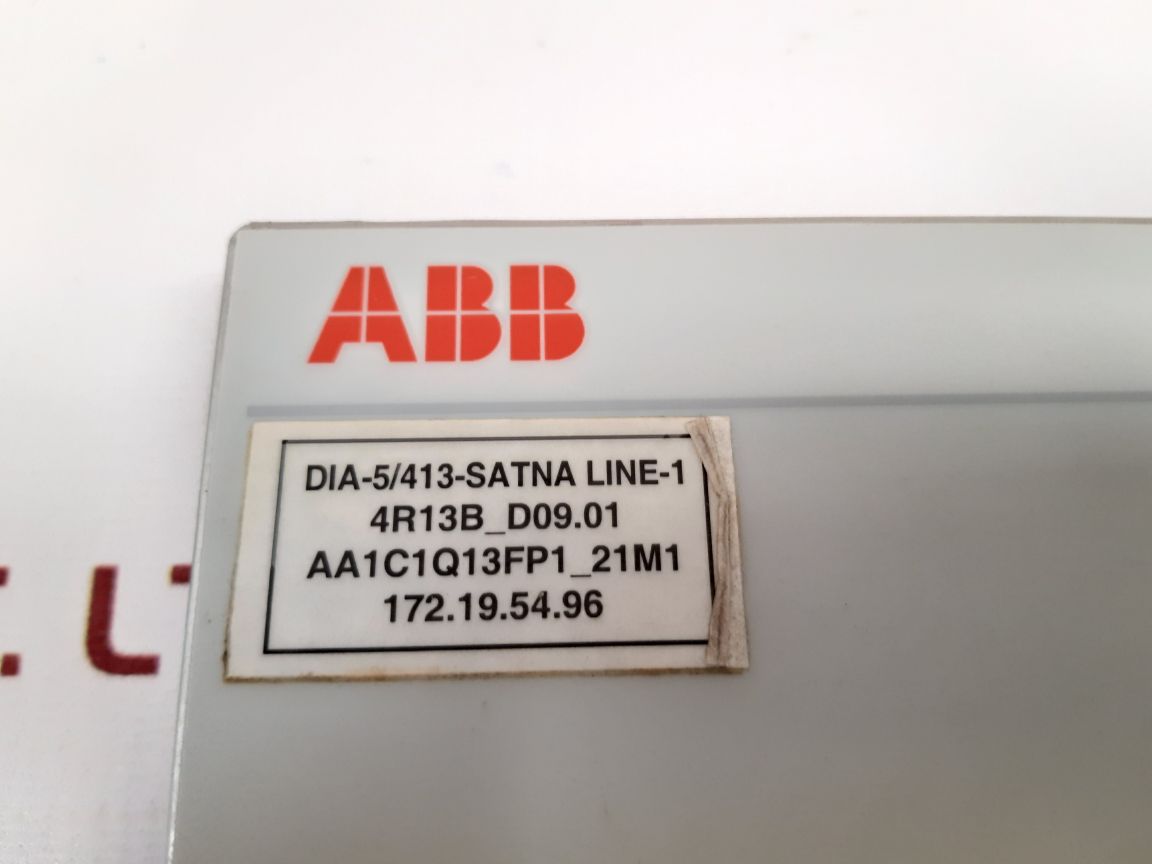 ABB
DIA-5/413-SATNA LINE-1
4R13B_D09.01
AA1C1Q13FP1_21M1
172.19.54.96